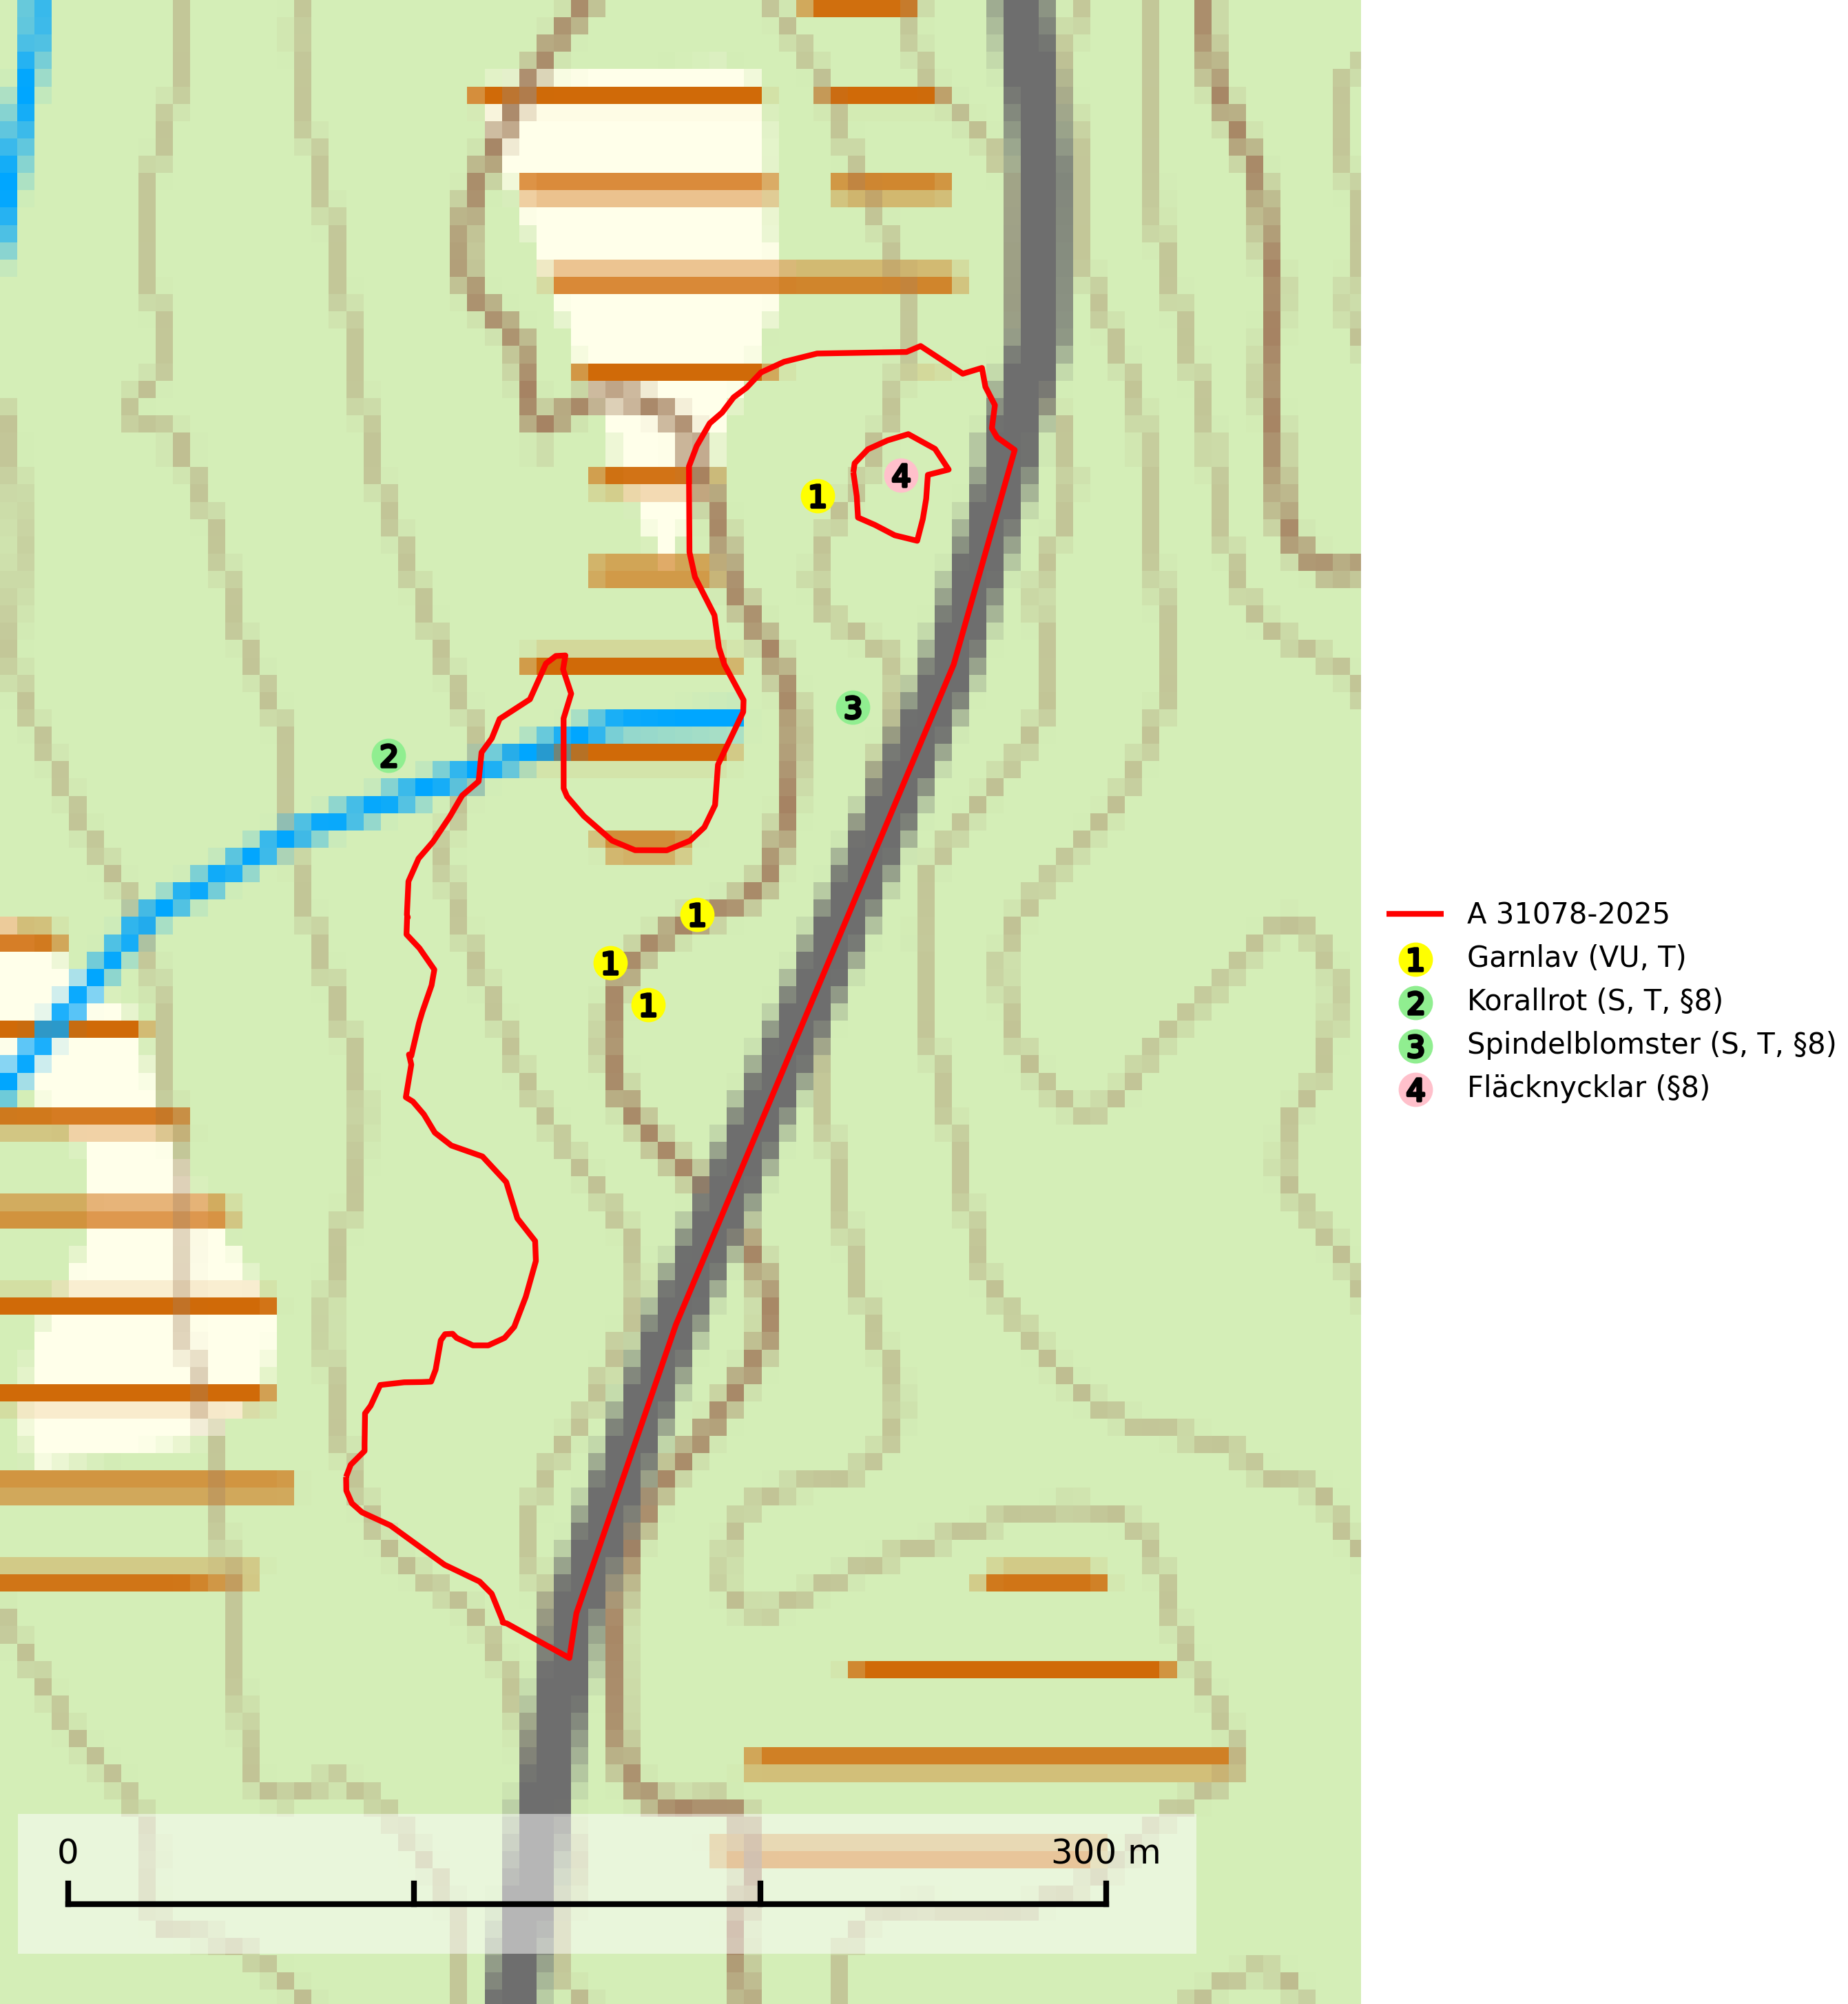 4
1
3
2
1
1
1
A 31078-2025
1 Garnlav (VU, T)
2 Korallrot (S, T, §8)
3 Spindelblomster (S, T, §8)
4 Fläcknycklar (§8)
0 300 m